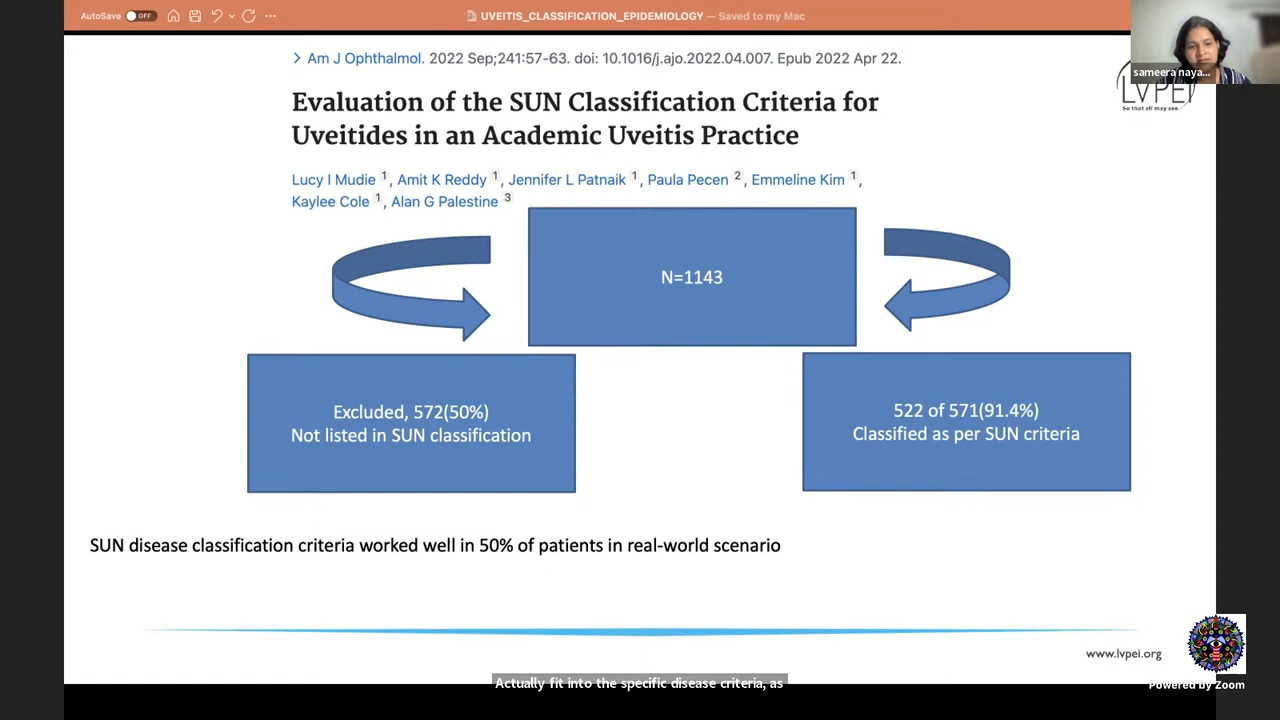 AutoSave OFF
UVEITIS_CLASSIFICATION_EPIDEMIOLOGY — Saved to my Mac
sameera naya...
LVPEI
So that all may see.
> Am J Ophthalmol. 2022 Sep;241:57-63. doi: 10.1016/j.ajo.2022.04.007. Epub 2022 Apr 22.
Evaluation of the SUN Classification Criteria for
Uveitides in an Academic Uveitis Practice
Lucy I Mudie 1, Amit K Reddy 1, Jennifer L Patnaik 1, Paula Pecen 2, Emmeline Kim 1,
Kaylee Cole 1, Alan G Palestine 3
N=1143
Excluded, 572(50%)
Not listed in SUN classification
522 of 571(91.4%)
Classified as per SUN criteria
SUN disease classification criteria worked well in 50% of patients in real-world scenario
www.lvpei.org
Actually fit into the specific disease criteria, as
Powered by Zoom